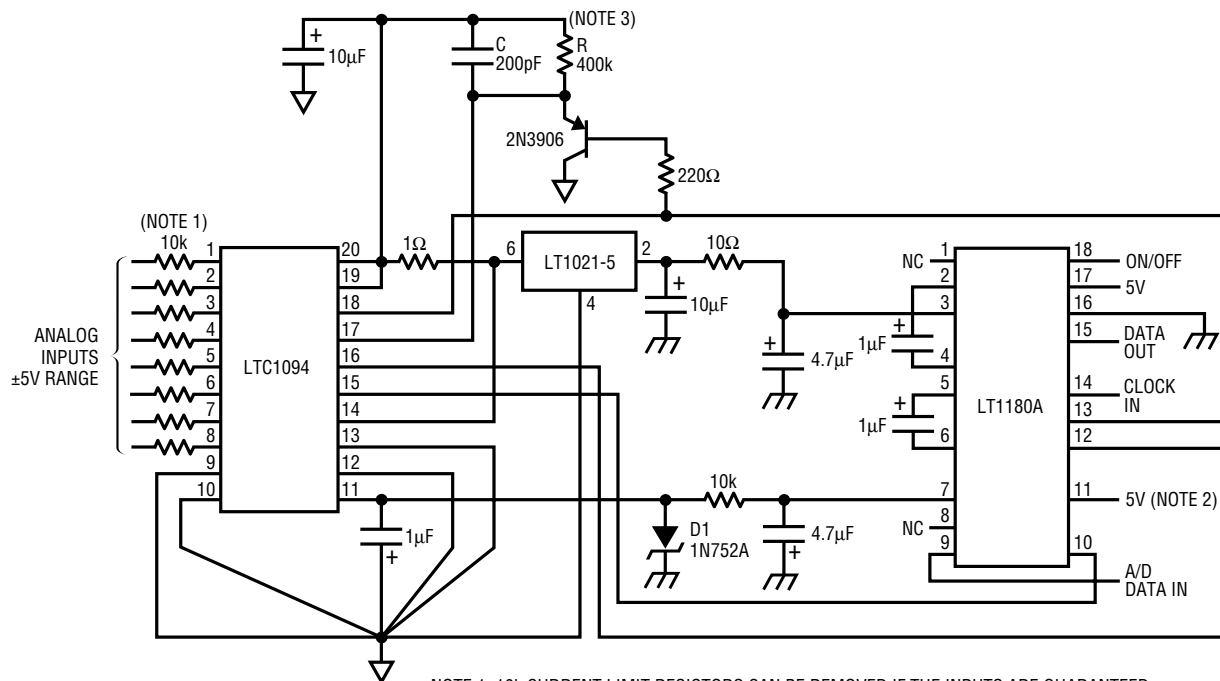 (NOTE 3)
+
10µF
C
200pF
R
400k
2N3906
220Ω
(NOTE 1)
10k
ANALOG
INPUTS
±5V RANGE
1
2
3
4
5
6
7
8
9
10
LTC1094
20
19
18
17
16
15
14
13
12
11
1Ω
6
LT1021-5
2
4
10Ω
+
10µF
+
4.7µF
+
1µF
+
1µF
NC
1
2
3
4
5
6
7
8
9
NC
LT1180A
18
17
16
15
14
13
12
11
10
ON/OFF
5V
DATA
OUT
CLOCK
IN
5V (NOTE 2)
A/D
DATA IN
1µF
+
D1
1N752A
10k
4.7µF
+